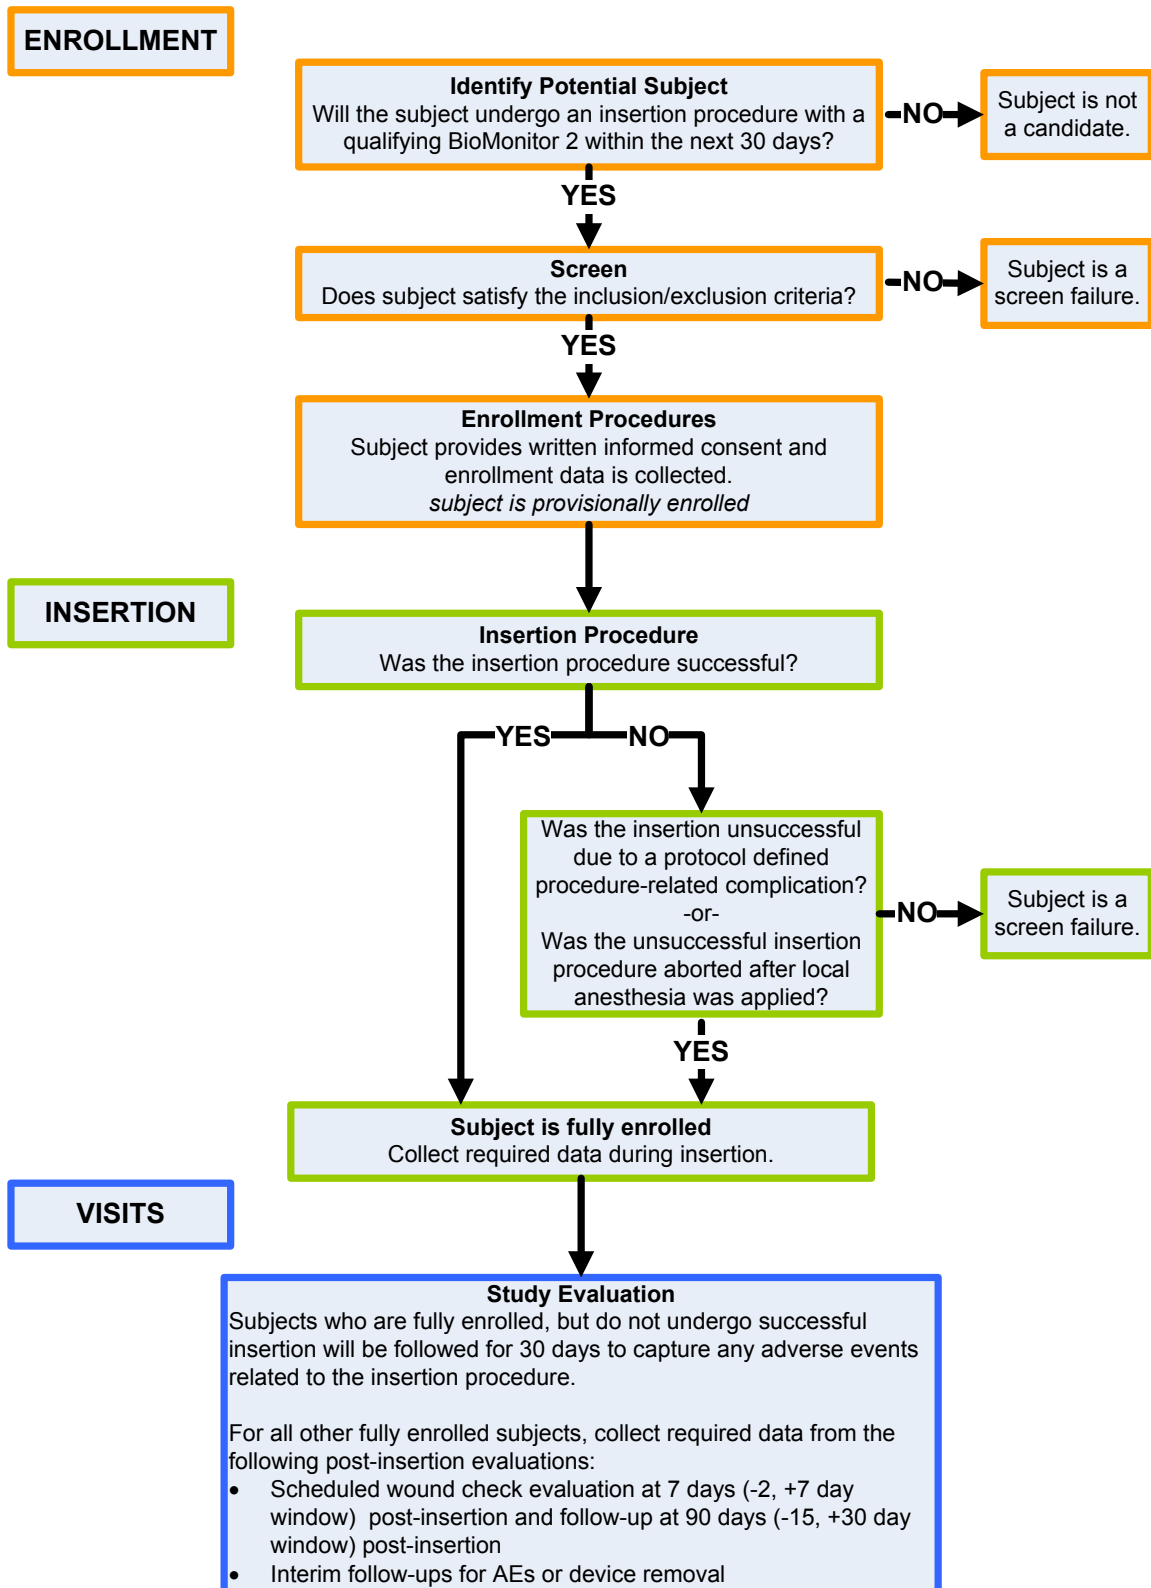 ENROLLMENT
Identify Potential Subject
Will the subject undergo an insertion procedure with a
qualifying BioMonitor 2 within the next 30 days?
NO
Subject is not
a candidate.
YES
Screen
Does subject satisfy the inclusion/exclusion criteria?
NO
Subject is a
screen failure.
YES
Enrollment Procedures
Subject provides written informed consent and
enrollment data is collected.
subject is provisionally enrolled
INSERTION
Insertion Procedure
Was the insertion procedure successful?
YES
NO
Was the insertion unsuccessful
due to a protocol defined
procedure-related complication?
-or-
Was the unsuccessful insertion
procedure aborted after local
anesthesia was applied?
NO
Subject is a
screen failure.
YES
Subject is fully enrolled
Collect required data during insertion.
VISITS
Study Evaluation
Subjects who are fully enrolled, but do not undergo successful
insertion will be followed for 30 days to capture any adverse events
related to the insertion procedure.
For all other fully enrolled subjects, collect required data from the
following post-insertion evaluations:
• Scheduled wound check evaluation at 7 days (-2, +7 day
window) post-insertion and follow-up at 90 days (-15, +30 day
window) post-insertion
• Interim follow-ups for AEs or device removal